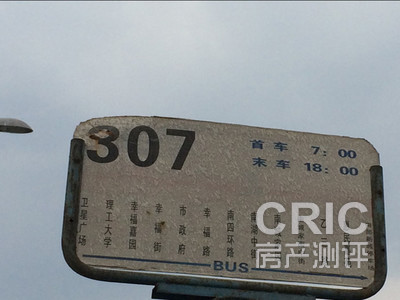 307
首车 7:00
末车 18:00
卫星广场
理工大学
幸福嘉园
幸福街
市政府
幸福路
南四环路
BUS
CRIC
房产测评